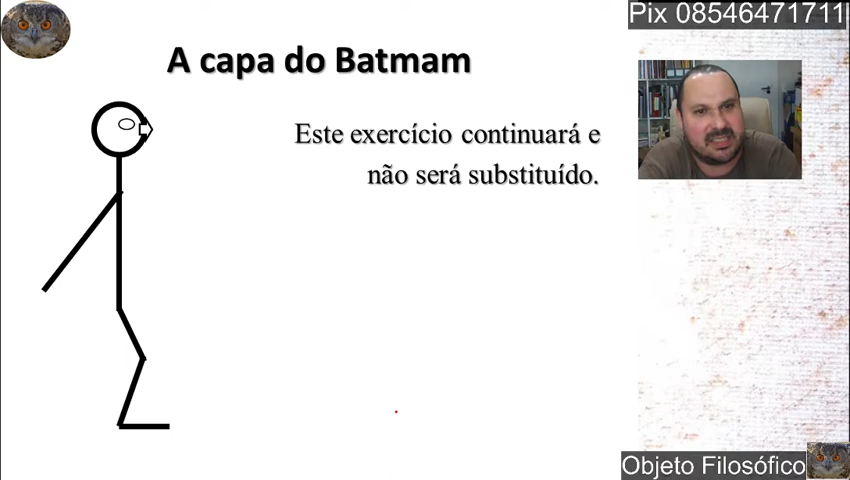 Pix 08546471711
A capa do Batmam
Este exercício continuará e
não será substituído.
Objeto Filosófico